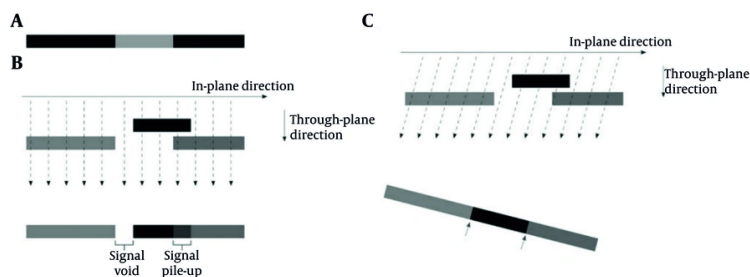 A
B
In-plane direction
Through-plane
direction
Signal
void
Signal
pile-up
C
In-plane direction
Through-plane
direction